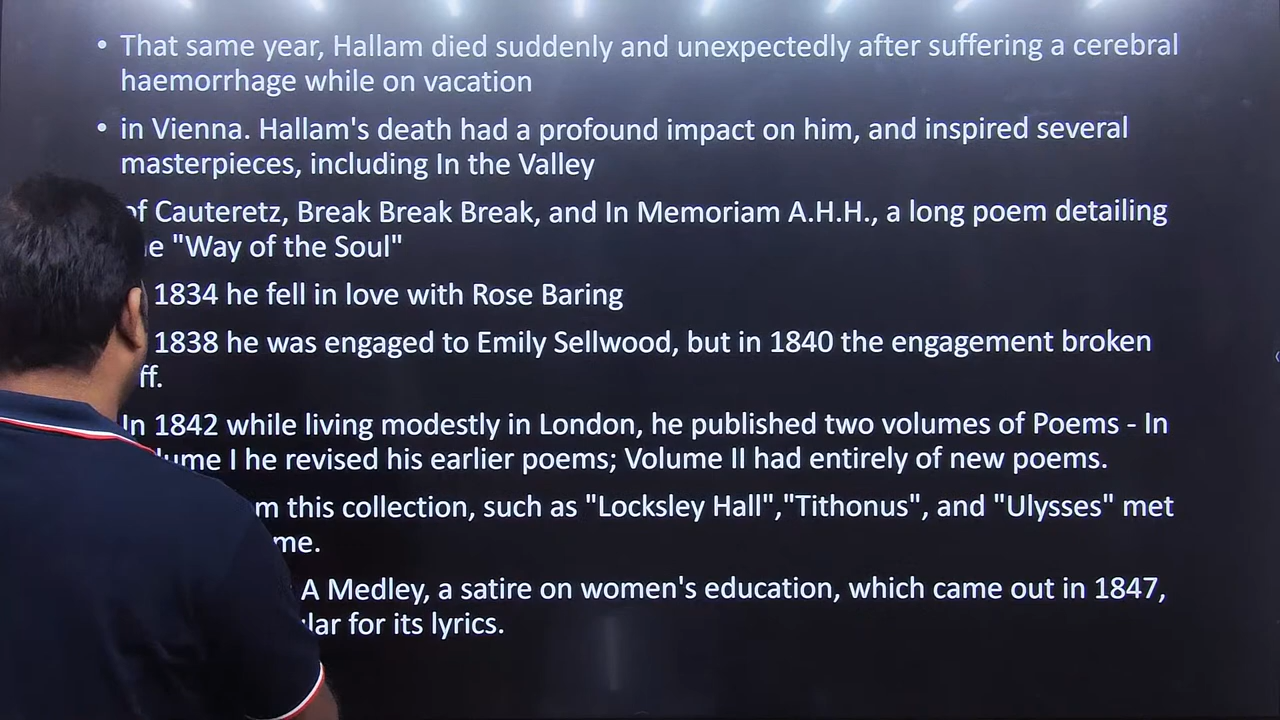 • That same year, Hallam died suddenly and unexpectedly after suffering a cerebral
haemorrhage while on vacation
• in Vienna. Hallam's death had a profound impact on him, and inspired several
masterpieces, including In the Valley
of Cauteretz, Break Break Break, and In Memoriam A.H.H., a long poem detailing
"Way of the Soul"
1834 he fell in love with Rose Baring
1838 he was engaged to Emily Sellwood, but in 1840 the engagement broken
In 1842 while living modestly in London, he published two volumes of Poems - In
I he revised his earlier poems; Volume II had entirely of new poems.
this collection, such as "Locksley Hall","Tithonus", and "Ulysses" met
A Medley, a satire on women's education, which came out in 1847,
for its lyrics.